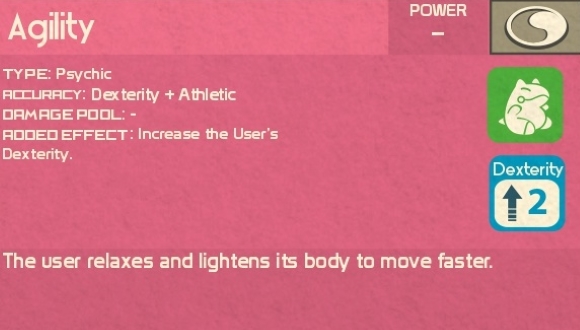 Agility
POWER
–
TYPE: Psychic
ACCURACY: Dexterity + Athletic
DAMAGE POOL: -
ADDED EFFECT: Increase the User's
Dexterity.
Dexterity
2
The user relaxes and lightens its body to move faster.